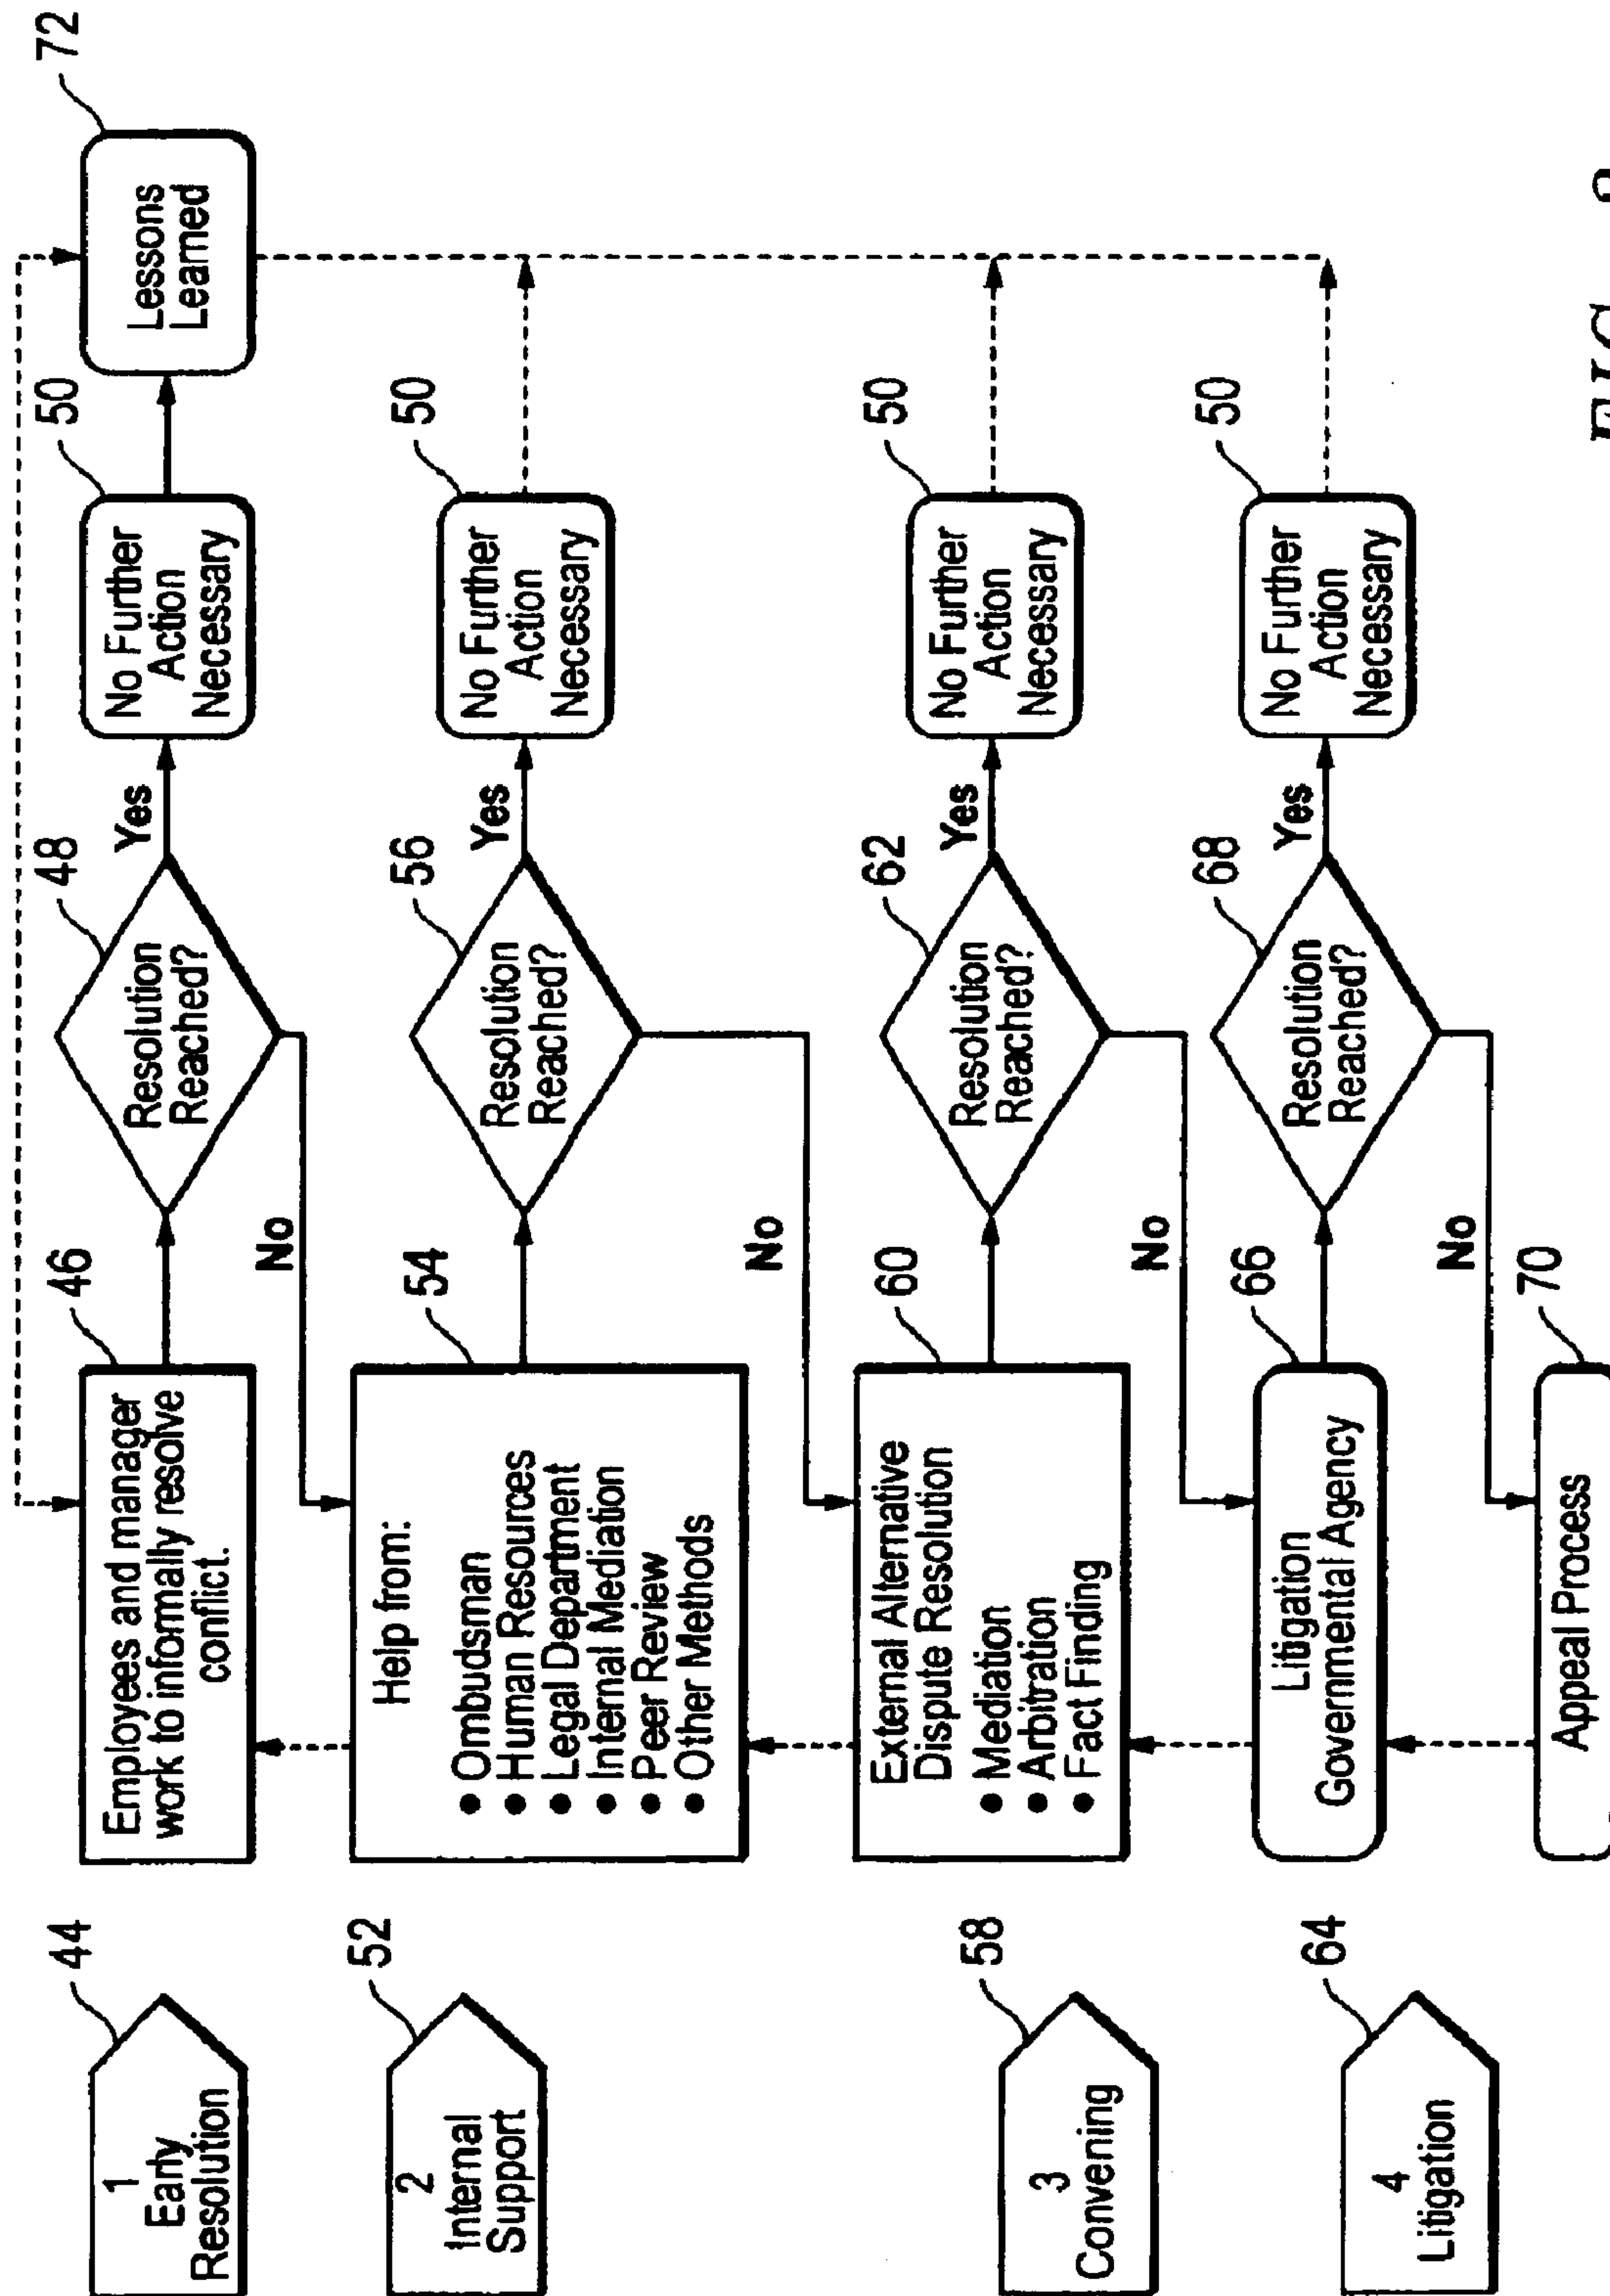 1
Early
Resolution
44
Employees and manager
work to informally resolve
conflict.
46
Resolution
Reached?
48
Yes
No
No Further
Action
Necessary
50
Lessons
Learned
72
2
Internal
Support
52
Help from:
● Ombudsman
● Human Resources
● Legal Department
● Internal Mediation
● Peer Review
● Other Methods
54
Resolution
Reached?
56
Yes
No
No Further
Action
Necessary
50
3
Convening
58
External Alternative
Dispute Resolution
● Mediation
● Arbitration
● Fact Finding
60
Resolution
Reached?
62
Yes
No
No Further
Action
Necessary
50
4
Litigation
64
Litigation
Governmental Agency
66
Resolution
Reached?
68
Yes
No
No Further
Action
Necessary
50
Appeal Process
70
FIG.